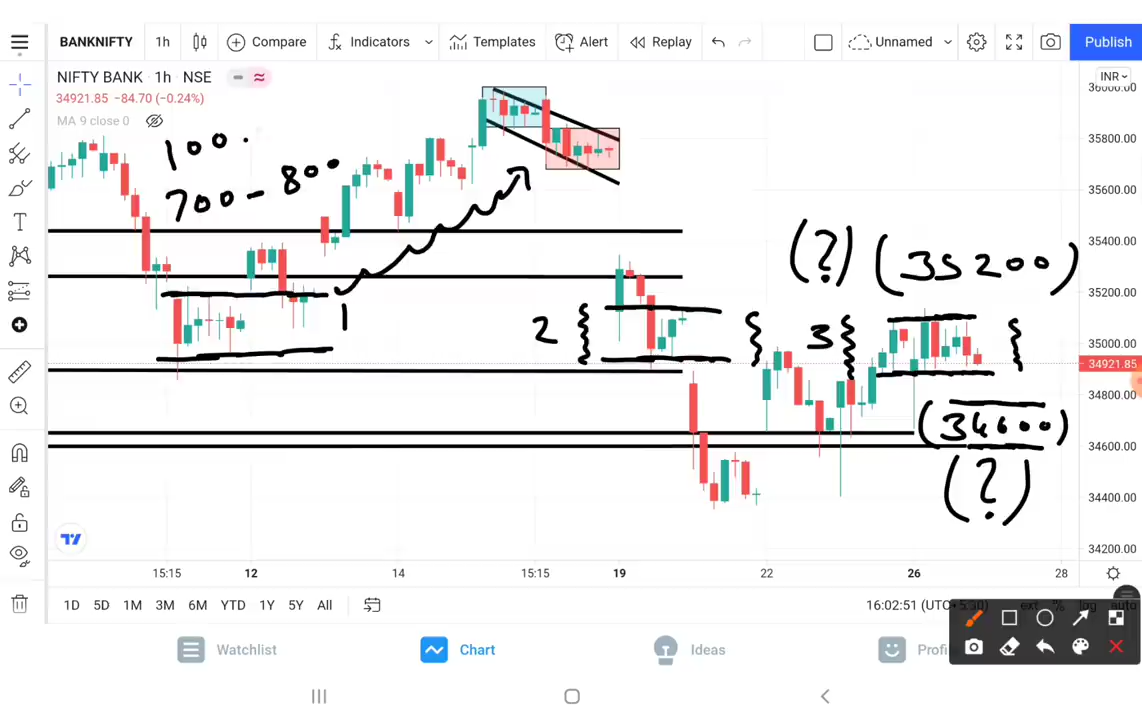 BANKNIFTY 1h Compare Indicators Templates Alert Replay Unnamed Publish
NIFTY BANK · 1h · NSE
34921.85 −84.70 (−0.24%)
MA 9 close 0
INR
36000.00
35800.00
35600.00
35400.00
35200.00
35000.00
34921.85
34800.00
34600.00
34400.00
34200.00
100.
700-800
1
2
3
(?) (35200)
(34600)
(?)
15:15 12 14 15:15 19 22 26 28
1D 5D 1M 3M 6M YTD 1Y 5Y All
16:02:51 (UTC+5:30) ext % log auto
Watchlist Chart Ideas Profi